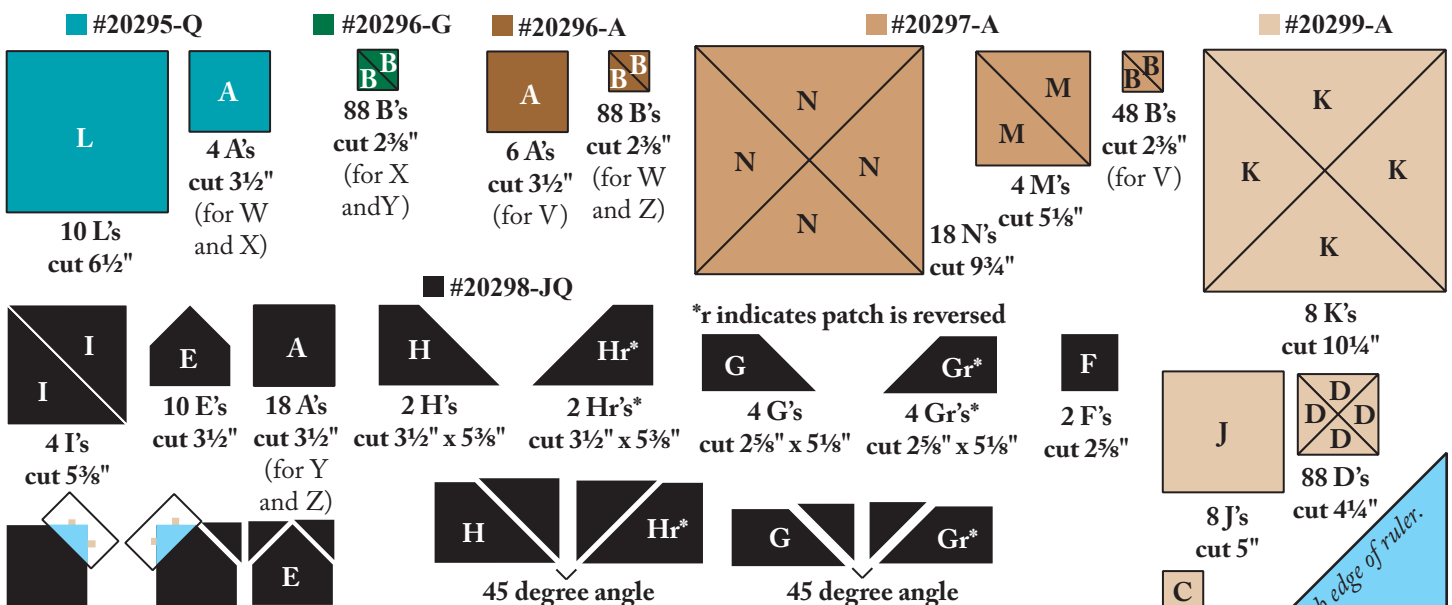 #20295-Q
L
10 L's
cut 6½"
A
4 A's
cut 3½"
(for W
and X)
#20296-G
B
B
88 B's
cut 2⅜"
(for X
andY)
#20296-A
A
6 A's
cut 3½"
(for V)
B
B
88 B's
cut 2⅜"
(for W
and Z)
#20297-A
N
N
N
N
18 N's
cut 9¾"
M
M
4 M's
cut 5⅛"
B
B
48 B's
cut 2⅜"
(for V)
#20299-A
K
K
K
K
8 K's
cut 10¼"
#20298-JQ
I
I
4 I's
cut 5⅜"
E
10 E's
cut 3½"
A
18 A's
cut 3½"
(for Y
and Z)
H
2 H's
cut 3½" x 5⅜"
Hr*
2 Hr's*
cut 3½" x 5⅜"
*r indicates patch is reversed
G
4 G's
cut 2⅝" x 5⅛"
Gr*
4 Gr's*
cut 2⅝" x 5⅛"
F
2 F's
cut 2⅝"
J
8 J's
cut 5"
D
D
D
D
88 D's
cut 4¼"
E
H
Hr*
45 degree angle
G
Gr*
45 degree angle
C
edge of ruler.